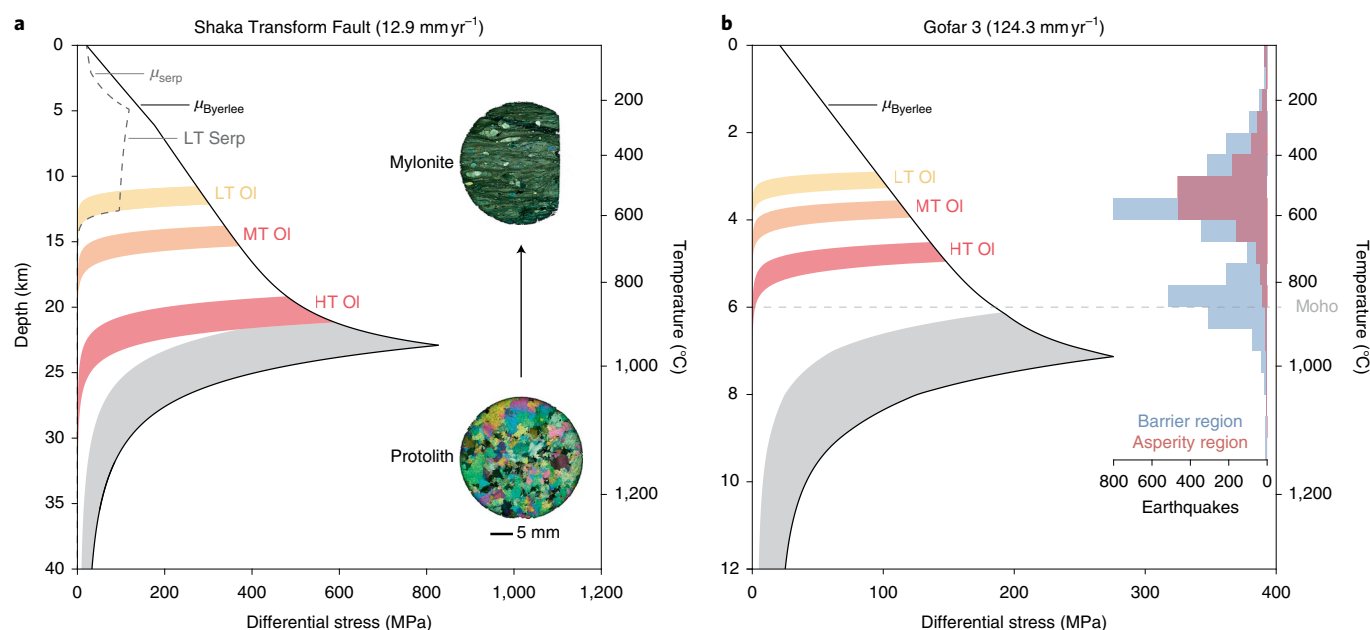 a
Shaka Transform Fault (12.9 mm yr⁻¹)
0
5
10
15
20
25
30
35
40
Depth (km)
μserp
μByerlee
LT Serp
LT Ol
MT Ol
HT Ol
Mylonite
Protolith
5 mm
200
400
600
800
1,000
1,200
Temperature (°C)
0
200
400
600
800
1,000
1,200
Differential stress (MPa)
b
Gofar 3 (124.3 mm yr⁻¹)
0
2
4
6
8
10
12
μByerlee
LT Ol
MT Ol
HT Ol
Moho
Barrier region
Asperity region
800
600
400
200
0
Earthquakes
200
400
600
800
1,000
1,200
Temperature (°C)
0
100
200
300
400
Differential stress (MPa)